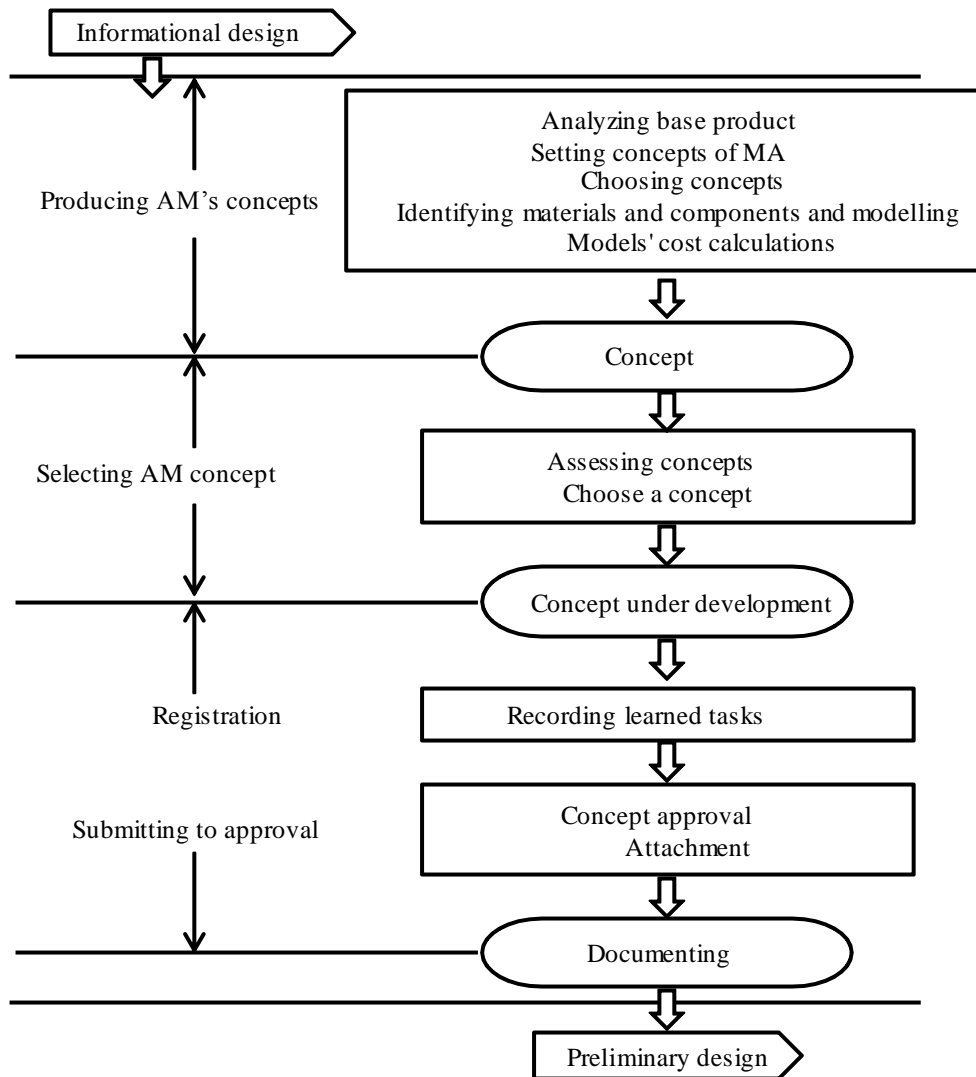 Informational design
Analyzing base product
Setting concepts of MA
Choosing concepts
Producing AM’s concepts
Identifying materials and components and modelling
Models' cost calculations
Concept
Selecting AM concept
Assessing concepts
Choose a concept
Concept under development
Registration
Recording learned tasks
Submitting to approval
Concept approval
Attachment
Documenting
Preliminary design